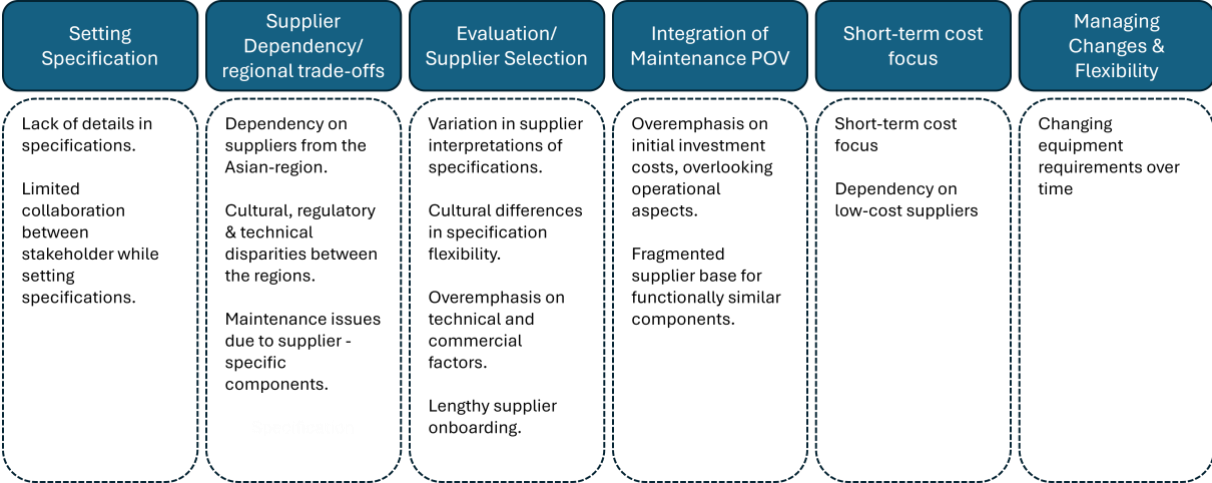 Setting
Specification
Lack of details in
specifications.
Limited
collaboration
between
stakeholder while
setting
specifications.
Supplier
Dependency/
regional trade-offs
Dependency on
suppliers from the
Asian-region.
Cultural, regulatory
& technical
disparities between
the regions.
Maintenance issues
due to supplier -
specific
components.
Evaluation/
Supplier Selection
Variation in supplier
interpretations of
specifications.
Cultural differences
in specification
flexibility.
Overemphasis on
technical and
commercial
factors.
Lengthy supplier
onboarding.
Integration of
Maintenance POV
Overemphasis on
initial investment
costs, overlooking
operational
aspects.
Fragmented
supplier base for
functionally similar
components.
Short-term cost
focus
Short-term cost
focus
Dependency on
low-cost suppliers
Managing
Changes &
Flexibility
Changing
equipment
requirements over
time